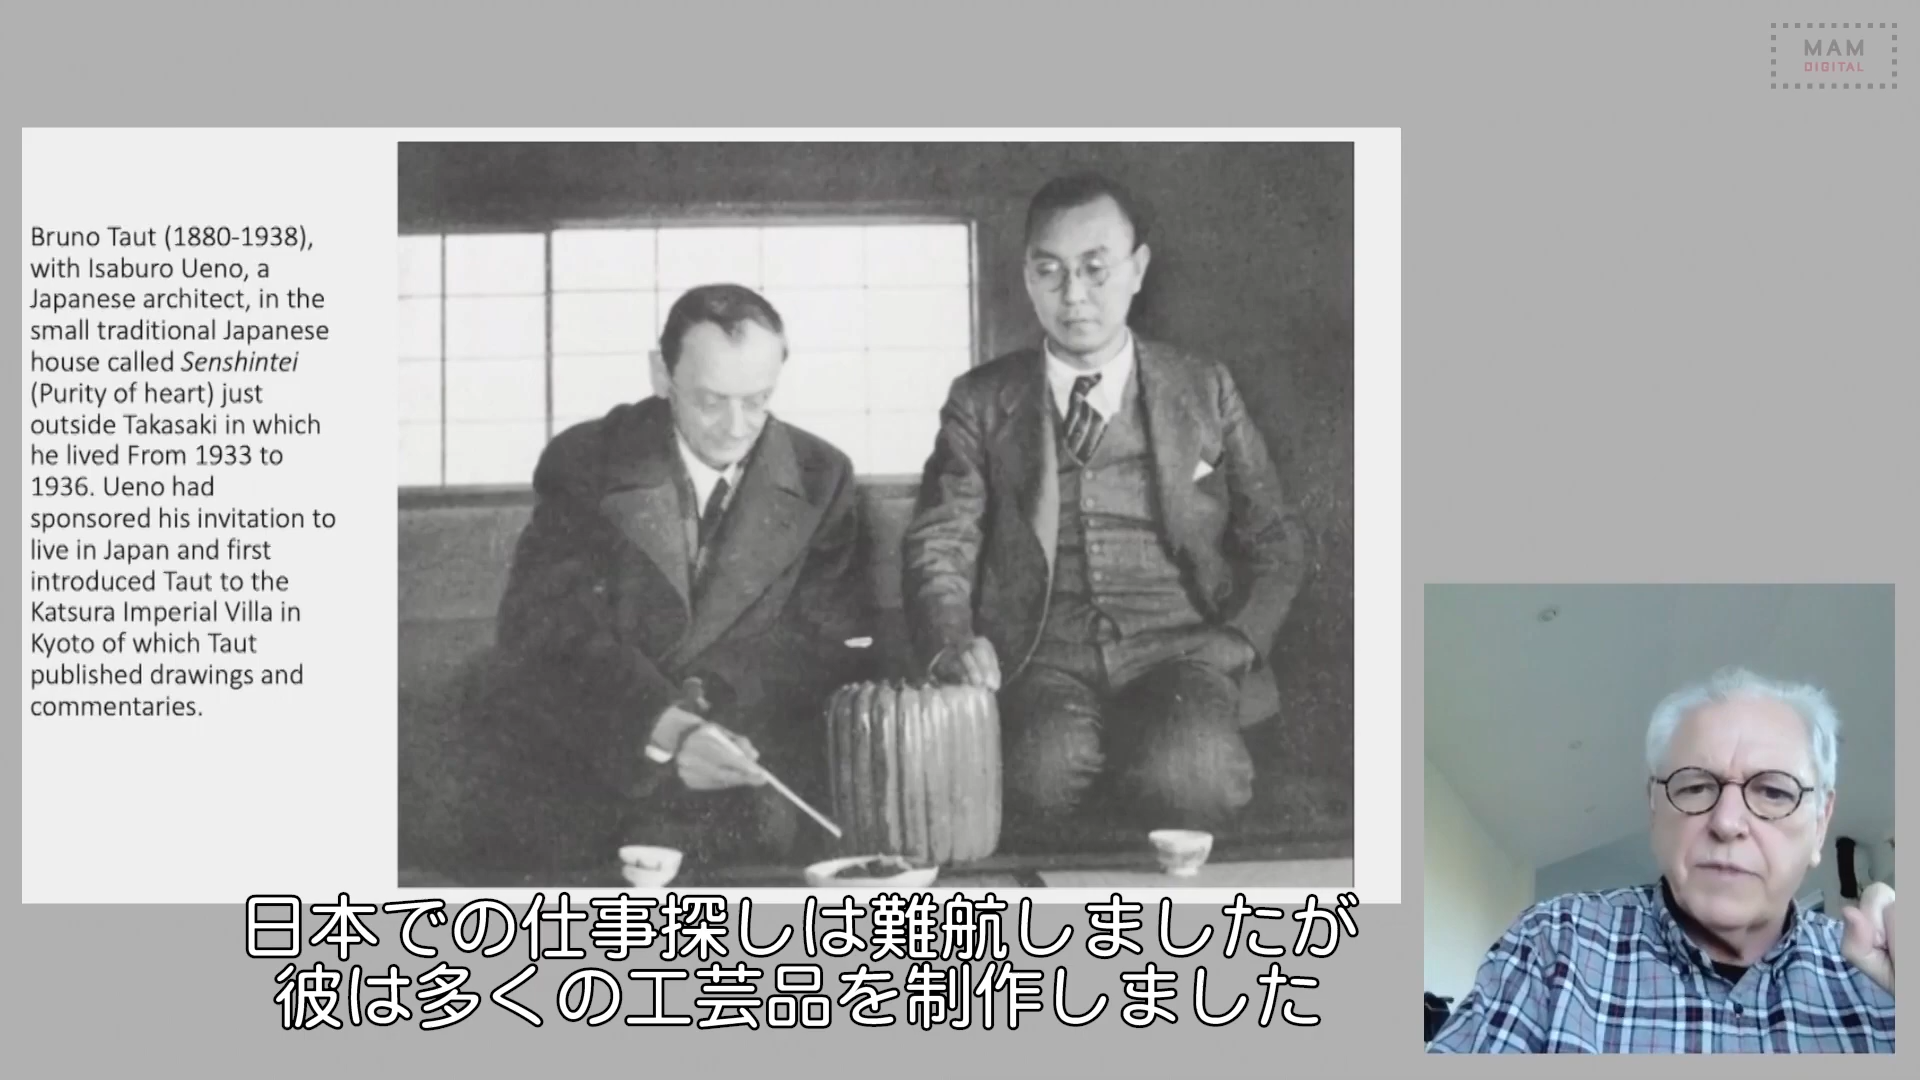 MAM
DIGITAL
Bruno Taut (1880-1938),
with Isaburo Ueno, a
Japanese architect, in the
small traditional Japanese
house called Senshintei
(Purity of heart) just
outside Takasaki in which
he lived From 1933 to
1936. Ueno had
sponsored his invitation to
live in Japan and first
introduced Taut to the
Katsura Imperial Villa in
Kyoto of which Taut
published drawings and
commentaries.
日本での仕事探しは難航しましたが
彼は多くの工芸品を制作しました